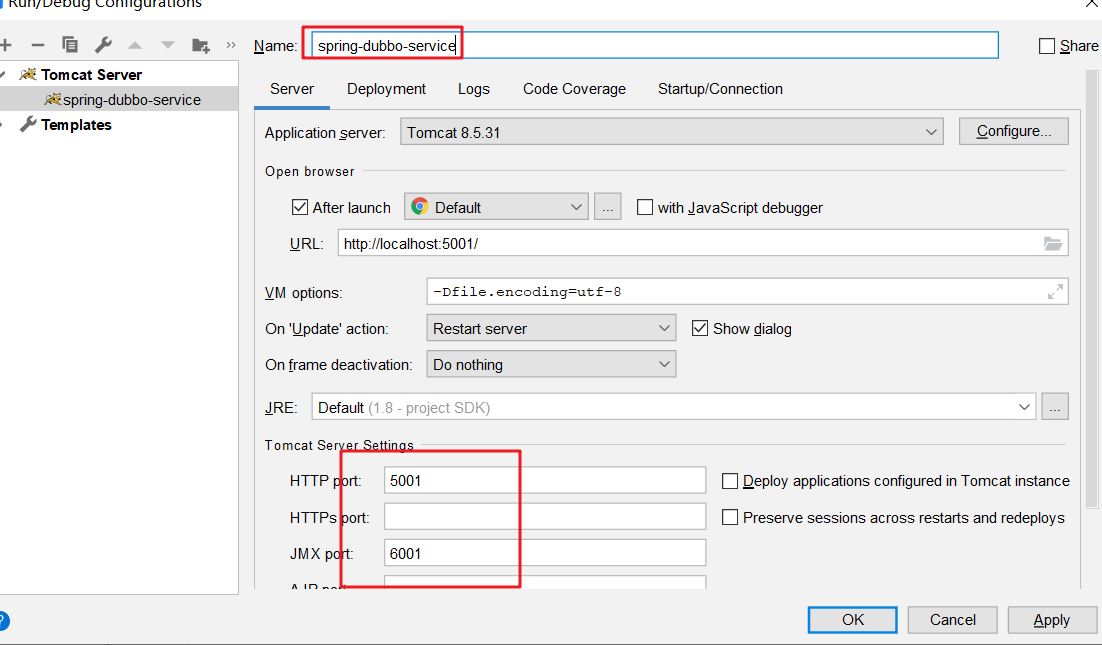 Run/Debug Configurations
Name: spring-dubbo-service
Share
Tomcat Server
spring-dubbo-service
Templates
Server Deployment Logs Code Coverage Startup/Connection
Application server: Tomcat 8.5.31 Configure...
Open browser
After launch Default ... with JavaScript debugger
URL: http://localhost:5001/
VM options: -Dfile.encoding=utf-8
On 'Update' action: Restart server Show dialog
On frame deactivation: Do nothing
JRE: Default (1.8 - project SDK) ...
Tomcat Server Settings
HTTP port: 5001 Deploy applications configured in Tomcat instance
HTTPs port: Preserve sessions across restarts and redeploys
JMX port: 6001
AJP port:
? OK Cancel Apply